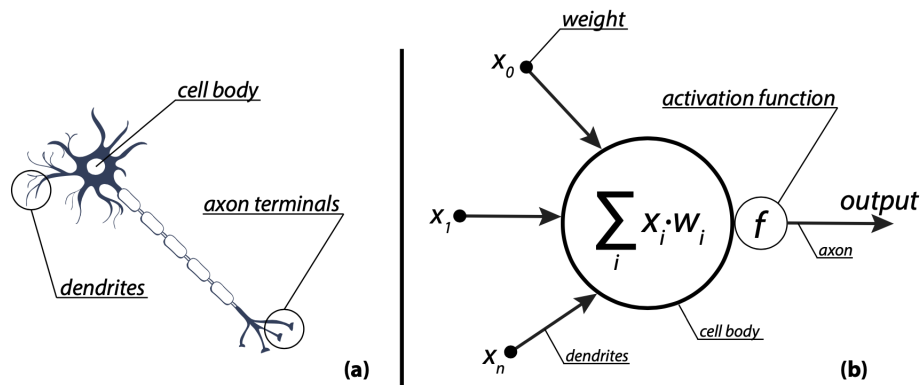 cell body
axon terminals
dendrites
(a)
weight
x₀
activation function
x₁
∑ᵢ xᵢ·wᵢ
f
output
axon
cell body
xₙ
dendrites
(b)